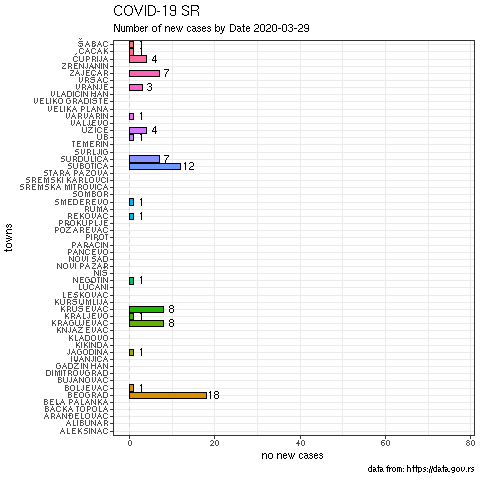 COVID-19 SR
Number of new cases by Date 2020-03-29
towns
ŠABAC 1
ČAČAK 1
ĆUPRIJA 4
ZRENJANIN
ZAJEČAR 7
VRŠAC
VRANJE 3
VLADIČIN HAN
VELIKO GRADIŠTE
VELIKA PLANA
VARVARIN 1
VALJEVO
UŽICE 4
UB 1
TEMERIN
SVRLJIG
SURDULICA 7
SUBOTICA 12
STARA PAZOVA
SREMSKI KARLOVCI
SREMSKA MITROVICA
SOMBOR
SMEDEREVO 1
RUMA
REKOVAC 1
PROKUPLJE
POŽAREVAC
PIROT
PARAĆIN
PANČEVO
NOVI SAD
NOVI PAZAR
NIŠ
NEGOTIN 1
LUČANI
LESKOVAC
KURŠUMLIJA
KRUŠEVAC 8
KRALJEVO 1
KRAGUJEVAC 8
KNJAŽEVAC
KLADOVO
KIKINDA
JAGODINA 1
IVANJICA
GADŽIN HAN
DIMITROVGRAD
BUJANOVAC
BOLJEVAC 1
BEOGRAD 18
BELA PALANKA
BAČKA TOPOLA
ARANĐELOVAC
ALIBUNAR
ALEKSINAC
0 20 40 60 80
no new cases
data from: https://data.gov.rs